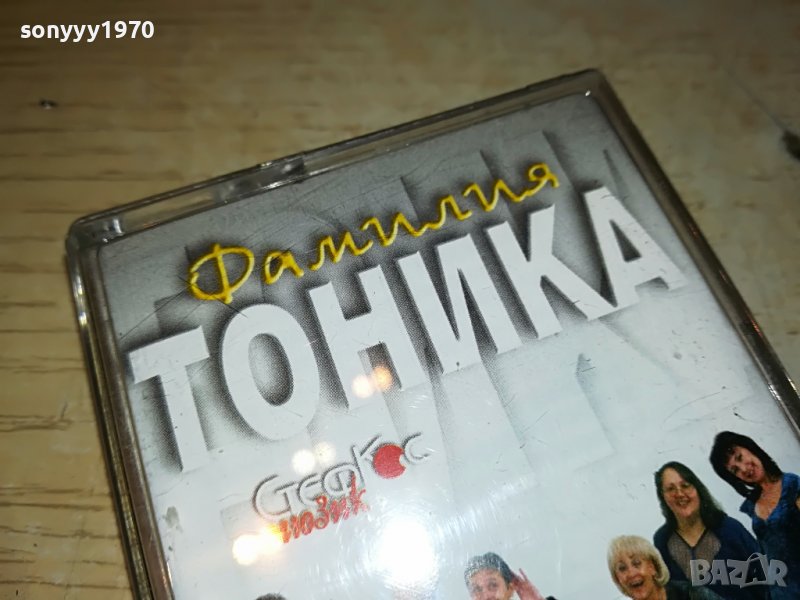 sonyyy1970
Фамилия
ТОНИКА
СтефКос
мюзик
BAZAR